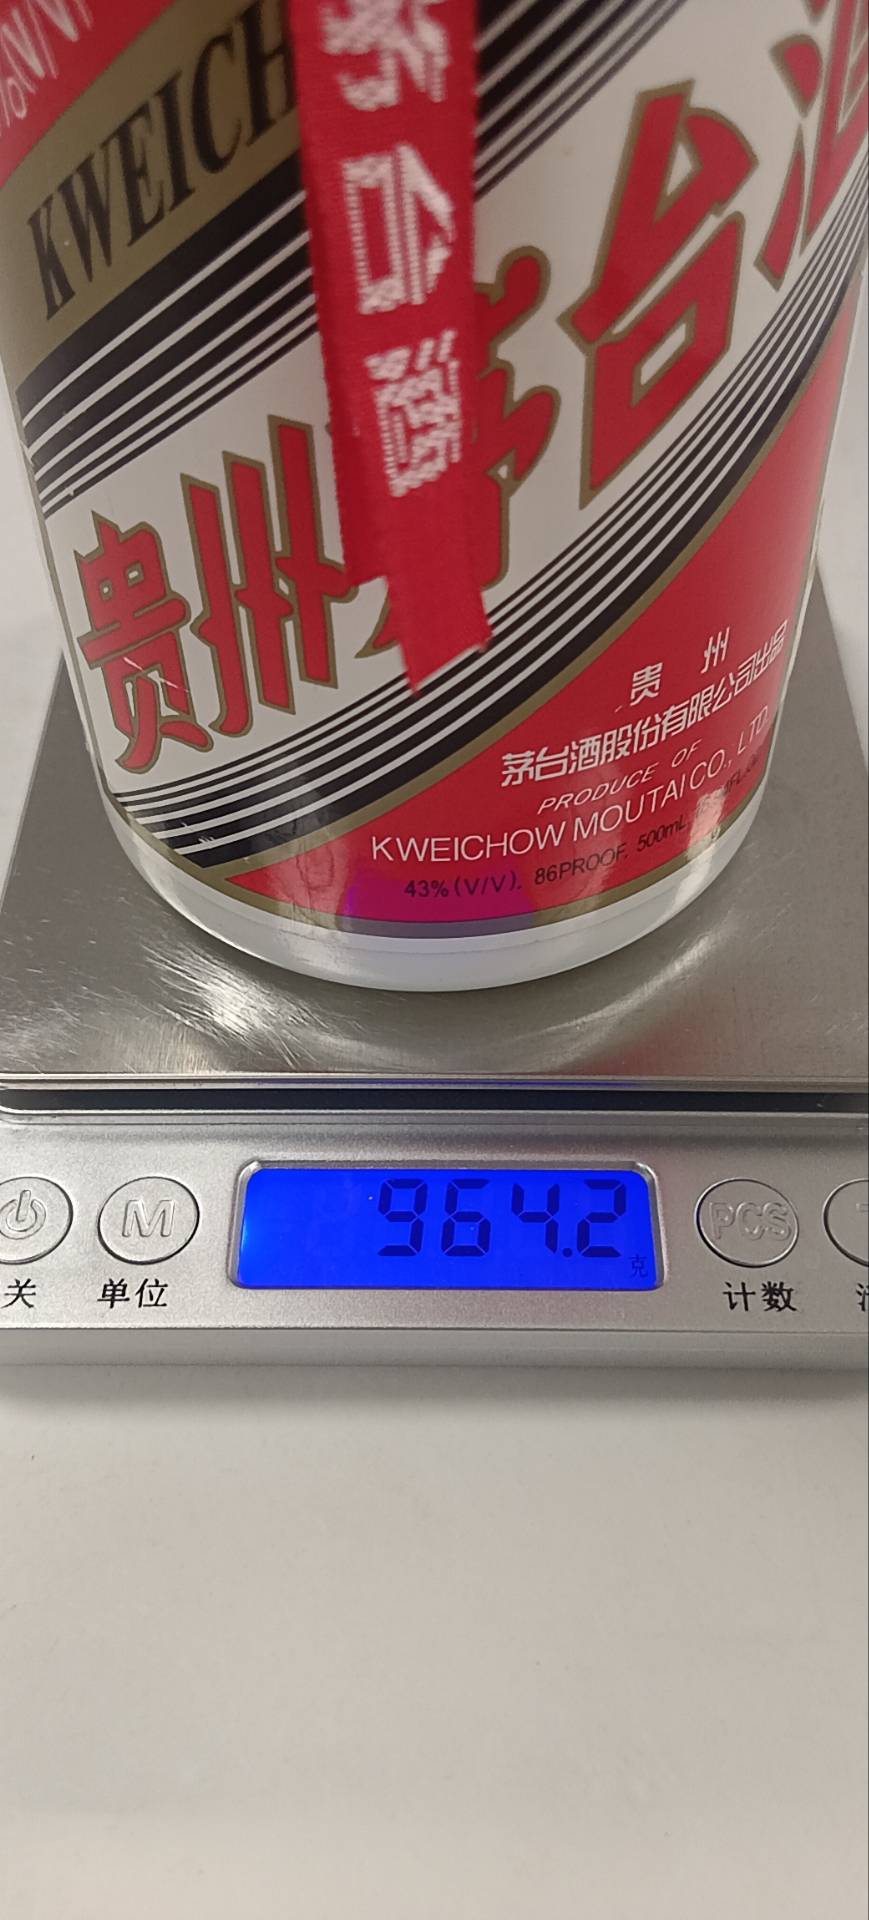 %(V/V)
KWEICH
茅台酒
贵州茅台酒
贵 州
茅台酒股份有限公司出品
PRODUCE OF
KWEICHOW MOUTAI CO., LTD.
43%(V/V). 86PROOF. 500mL.
964.2
克
M
PCS
关
单位
计数